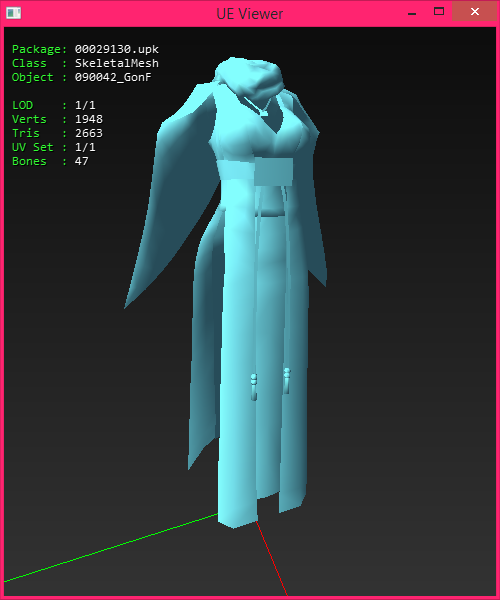 UE Viewer
Package: 00029130.upk
Class  : SkeletalMesh
Object : 090042_GonF
LOD    : 1/1
Verts  : 1948
Tris   : 2663
UV Set : 1/1
Bones  : 47